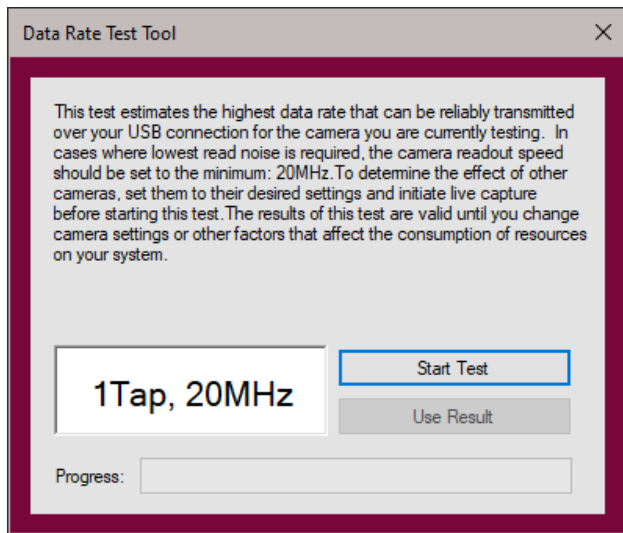 Data Rate Test Tool
This test estimates the highest data rate that can be reliably transmitted
over your USB connection for the camera you are currently testing.  In
cases where lowest read noise is required, the camera readout speed
should be set to the minimum: 20MHz.To determine the effect of other
cameras, set them to their desired settings and initiate live capture
before starting this test.The results of this test are valid until you change
camera settings or other factors that affect the consumption of resources
on your system.
1Tap, 20MHz
Start Test
Use Result
Progress: